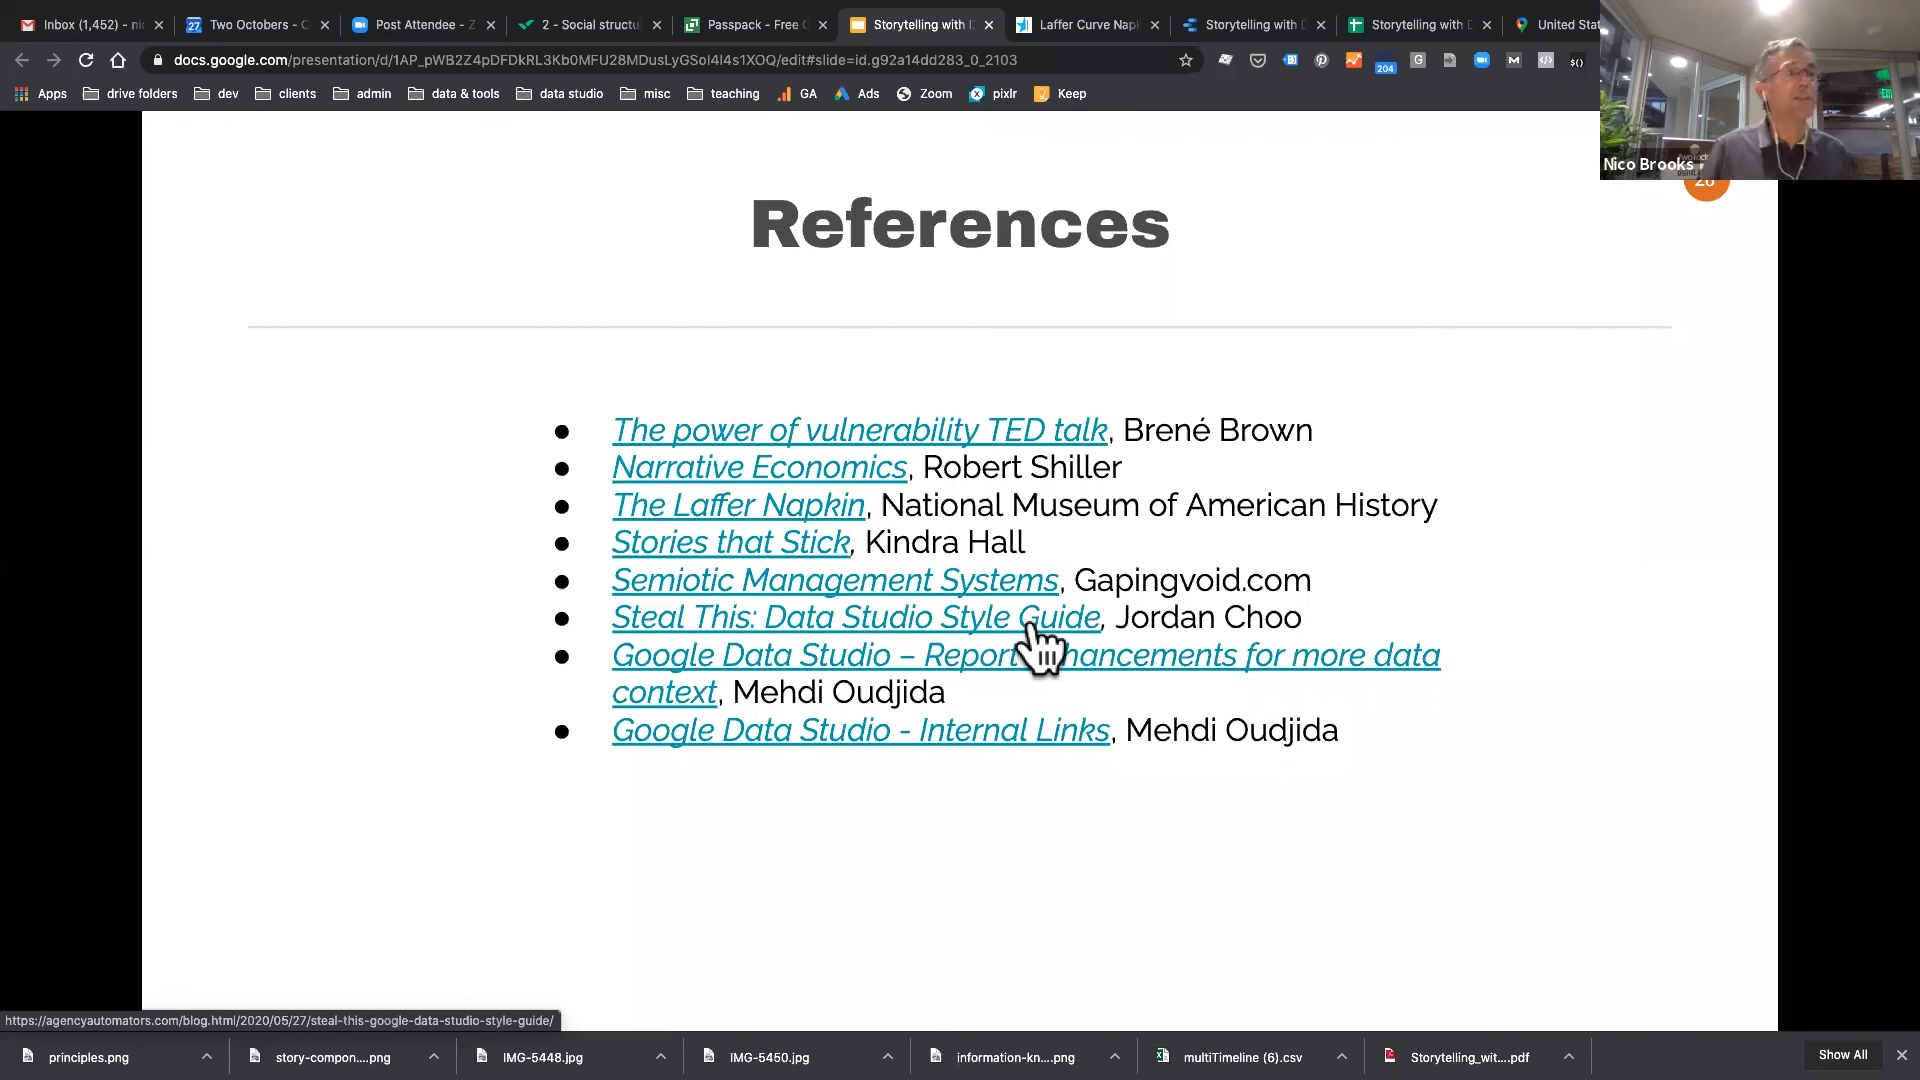 Inbox (1,452) - ni
Two Octobers - C
Post Attendee - Z
2 - Social structu
Passpack - Free O
Storytelling with D
Laffer Curve Nap
Storytelling with D
Storytelling with D
United Sta
docs.google.com/presentation/d/1AP_pWB2Z4pDFDkRL3Kb0MFU28MDusLyGSol4l4s1XOQ/edit#slide=id.g92a14dd283_0_2103
204
Apps
drive folders
dev
clients
admin
data & tools
data studio
misc
teaching
GA
Ads
Zoom
pixlr
Keep
Nico Brooks
References
● The power of vulnerability TED talk, Brené Brown
● Narrative Economics, Robert Shiller
● The Laffer Napkin, National Museum of American History
● Stories that Stick, Kindra Hall
● Semiotic Management Systems, Gapingvoid.com
● Steal This: Data Studio Style Guide, Jordan Choo
● Google Data Studio – Report nhancements for more data
context, Mehdi Oudjida
● Google Data Studio - Internal Links, Mehdi Oudjida
https://agencyautomators.com/blog.html/2020/05/27/steal-this-google-data-studio-style-guide/
principles.png
story-compon....png
IMG-5448.jpg
IMG-5450.jpg
information-kn....png
multiTimeline (6).csv
Storytelling_wit....pdf
Show All